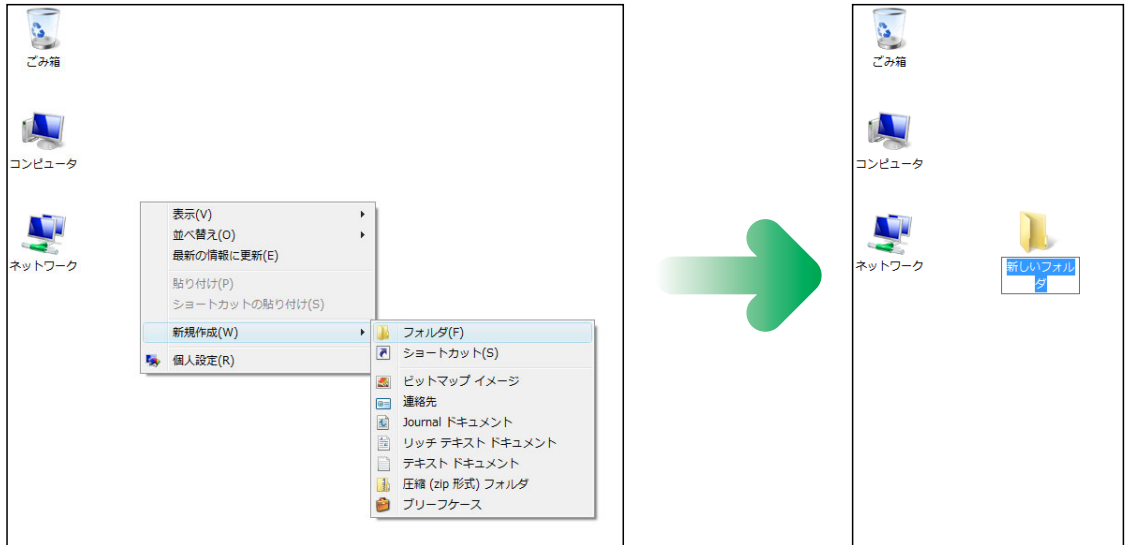 ごみ箱
コンピュータ
ネットワーク
表示(V)
並べ替え(O)
最新の情報に更新(E)
貼り付け(P)
ショートカットの貼り付け(S)
新規作成(W)
個人設定(R)
フォルダ(F)
ショートカット(S)
ビットマップ イメージ
連絡先
Journal ドキュメント
リッチ テキスト ドキュメント
テキスト ドキュメント
圧縮 (zip 形式) フォルダ
ブリーフケース
ごみ箱
コンピュータ
ネットワーク
新しいフォル
ダ